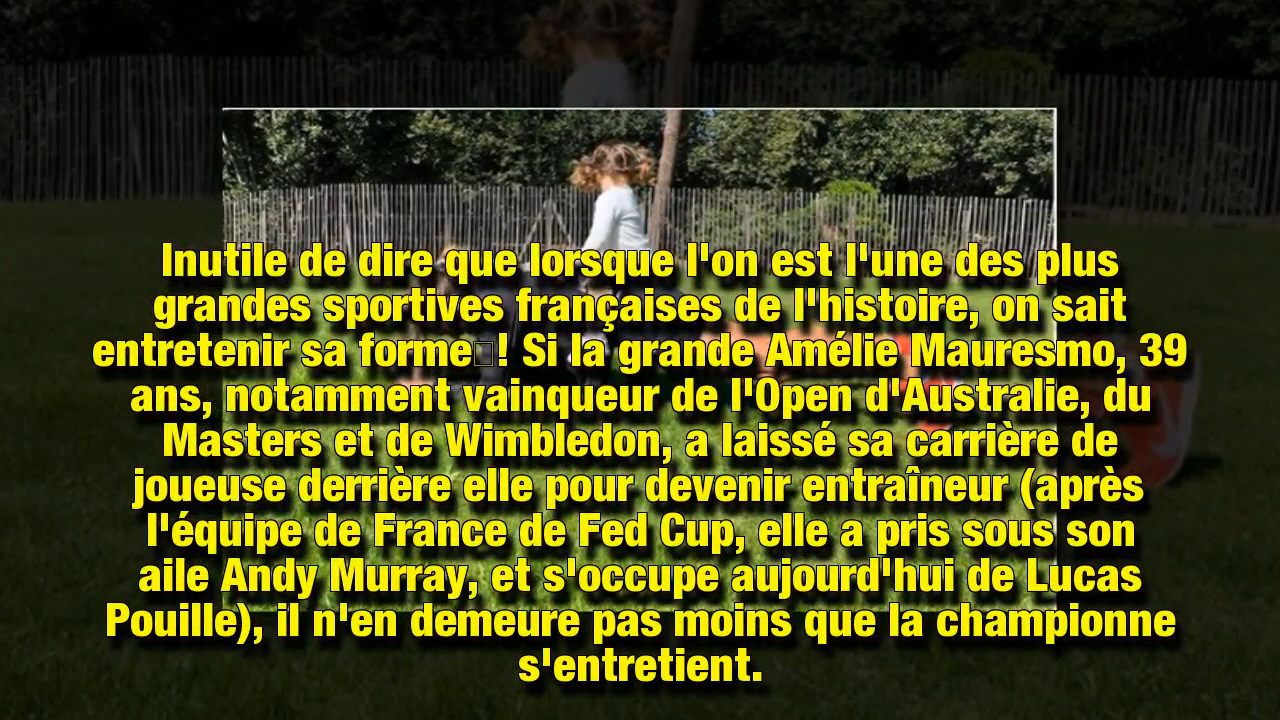 Inutile de dire que lorsque l'on est l'une des plus
grandes sportives françaises de l'histoire, on sait
entretenir sa forme□! Si la grande Amélie Mauresmo, 39
ans, notamment vainqueur de l'Open d'Australie, du
Masters et de Wimbledon, a laissé sa carrière de
joueuse derrière elle pour devenir entraîneur (après
l'équipe de France de Fed Cup, elle a pris sous son
aile Andy Murray, et s'occupe aujourd'hui de Lucas
Pouille), il n'en demeure pas moins que la championne
s'entretient.